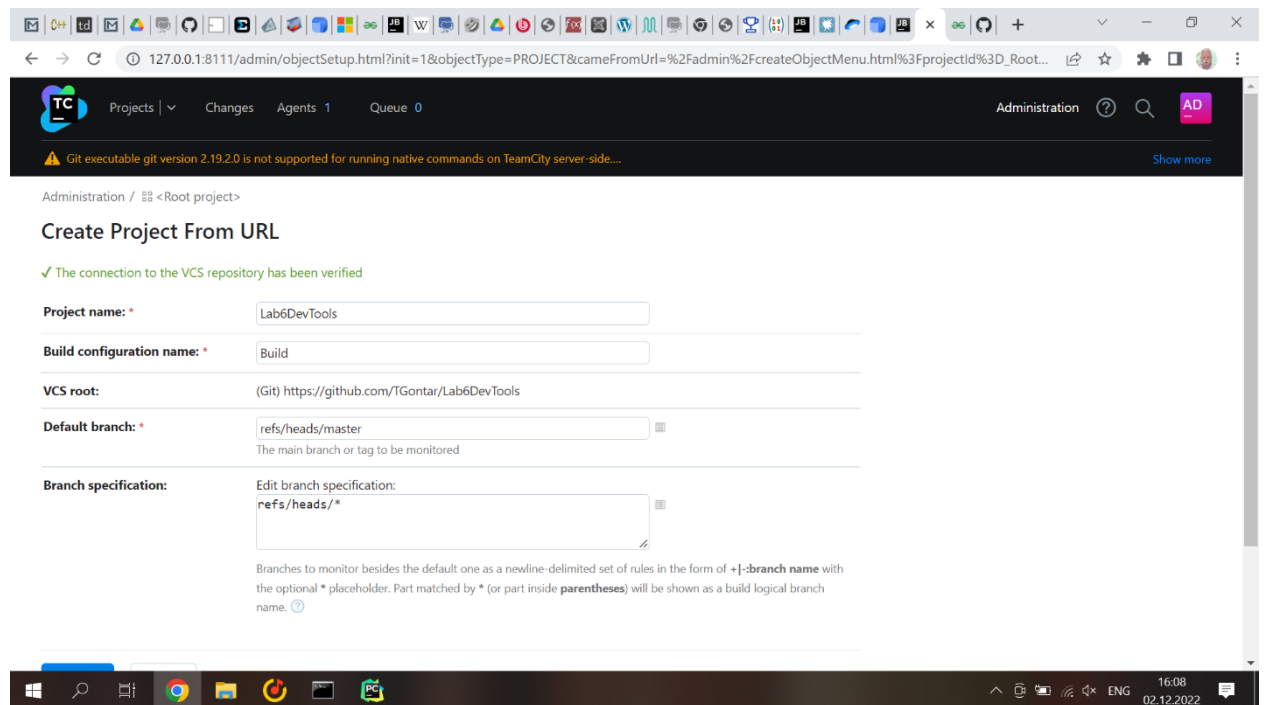 127.0.0.1:8111/admin/objectSetup.html?init=1&objectType=PROJECT&cameFromUrl=%2Fadmin%2FcreateObjectMenu.html%3FprojectId%3D_Root...
TC Projects Changes Agents 1 Queue 0 Administration AD
Git executable git version 2.19.2.0 is not supported for running native commands on TeamCity server-side.... Show more
Administration / <Root project>
Create Project From URL
✓ The connection to the VCS repository has been verified
Project name: * Lab6DevTools
Build configuration name: * Build
VCS root: (Git) https://github.com/TGontar/Lab6DevTools
Default branch: * refs/heads/master
The main branch or tag to be monitored
Branch specification: Edit branch specification:
refs/heads/*
Branches to monitor besides the default one as a newline-delimited set of rules in the form of +|-:branch name with
the optional * placeholder. Part matched by * (or part inside parentheses) will be shown as a build logical branch
name.
ENG 16:08
02.12.2022